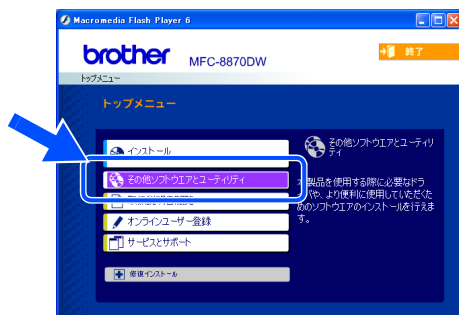 Macromedia Flash Player 6
brother MFC-8870DW
終了
トップメニュー
トップメニュー
インストール
その他ソフトウエアとユーティリティ
オンラインユーザー登録
サービスとサポート
修復インストール
その他ソフトウエアとユーティリ
ティ
本製品を使用する際に必要なドラ
イバや、より便利に使用していただくた
めのソフトウエアのインストールを行えま
す。